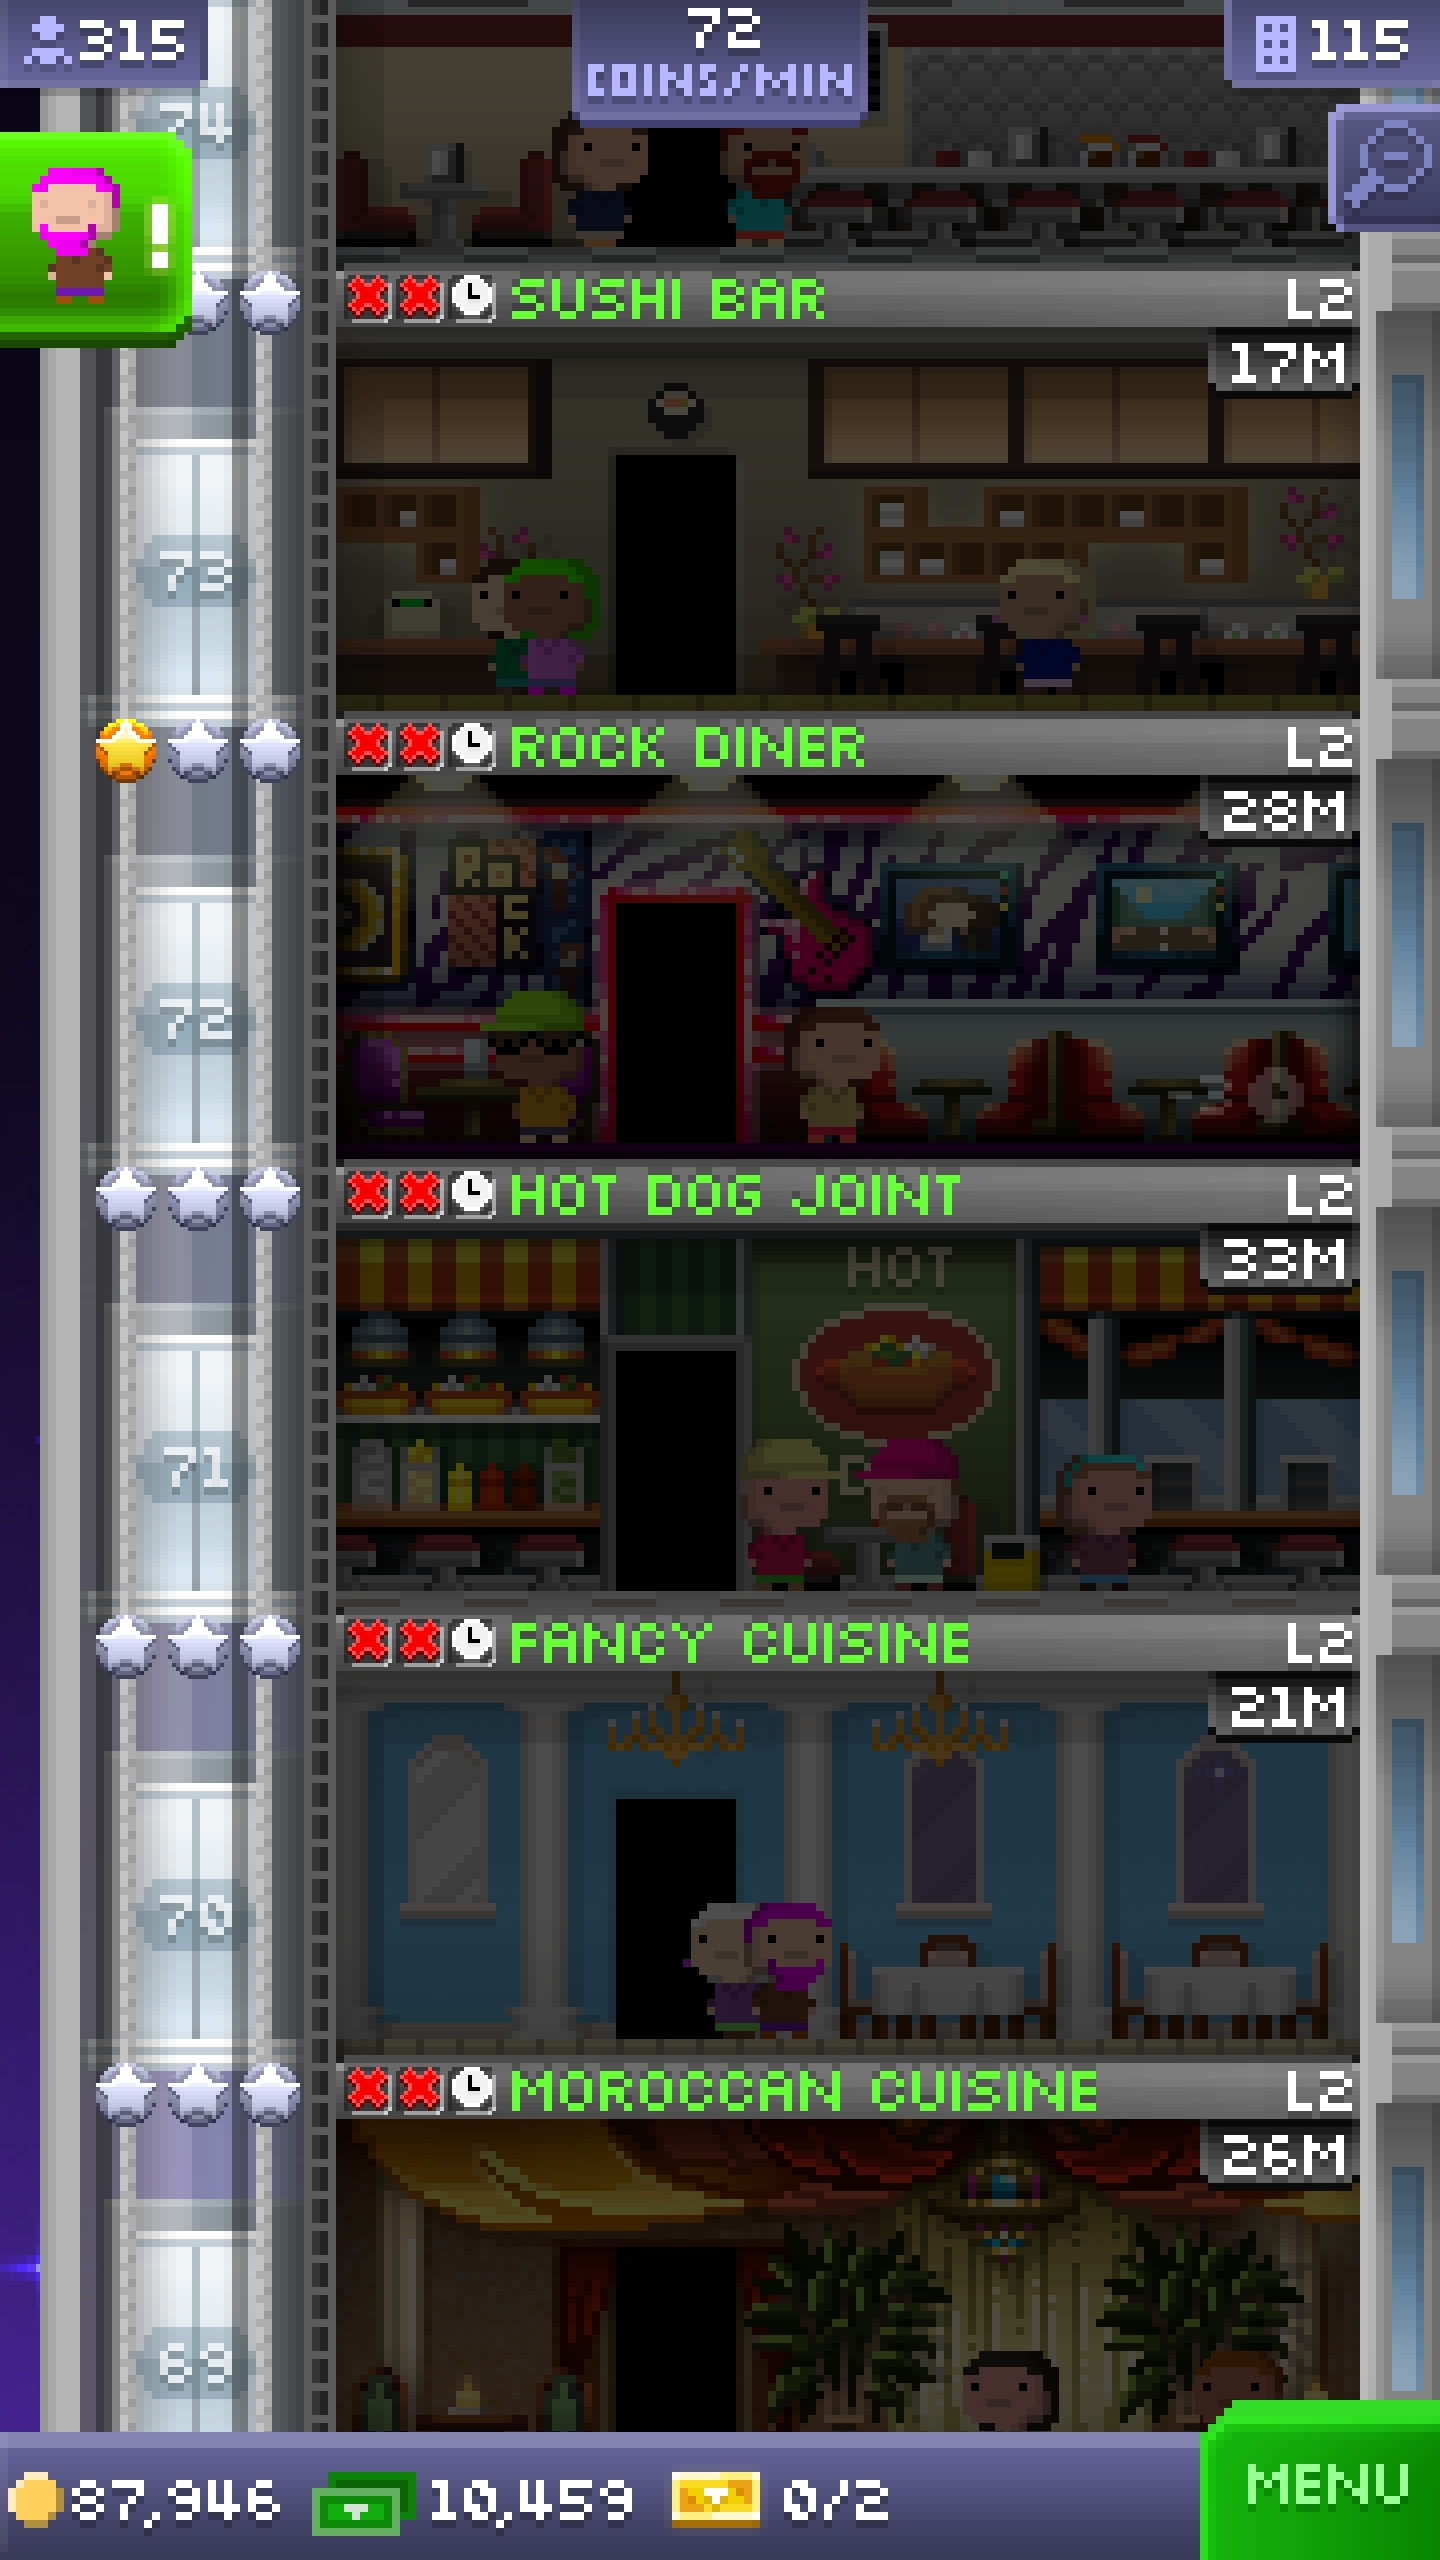 315
72
COINS/MIN
115
74
!
SUSHI BAR
L2
17M
73
ROCK DINER
L2
28M
72
HOT DOG JOINT
L2
33M
HOT
71
FANCY CUISINE
L2
21M
70
MOROCCAN CUISINE
L2
26M
69
87,946
10,459
0/2
MENU